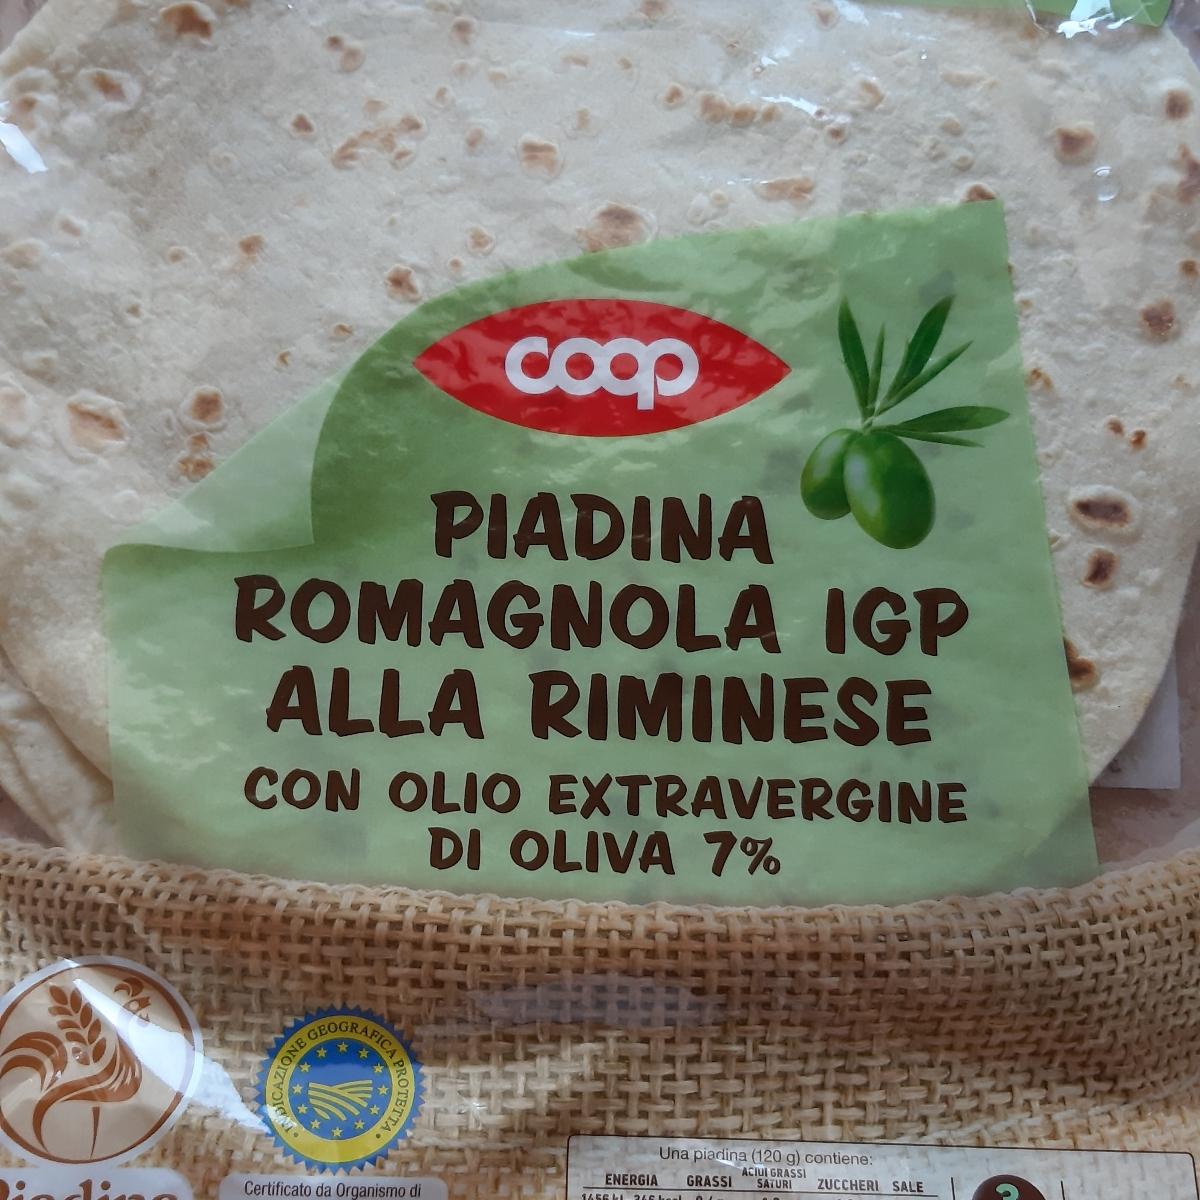 coop
PIADINA
ROMAGNOLA IGP
ALLA RIMINESE
CON OLIO EXTRAVERGINE
DI OLIVA 7%
INDICAZIONE GEOGRAFICA PROTETTA
Piadina
Certificato da Organismo di
Una piadina (120 g) contiene:
ENERGIA GRASSI ACIDI GRASSI SATURI ZUCCHERI SALE